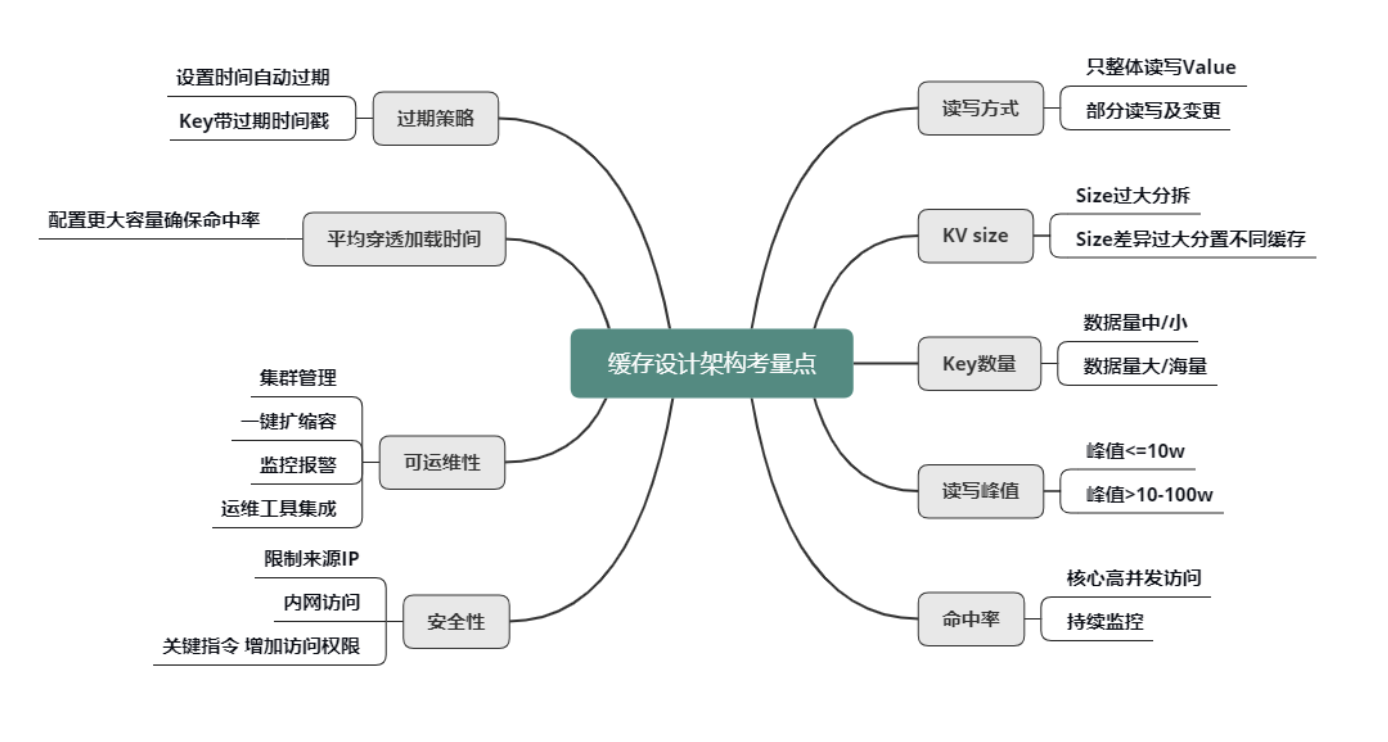 缓存设计架构考量点
读写方式
只整体读写Value
部分读写及变更
KV size
Size过大分拆
Size差异过大分置不同缓存
Key数量
数据量中/小
数据量大/海量
读写峰值
峰值<=10w
峰值>10-100w
命中率
核心高并发访问
持续监控
过期策略
设置时间自动过期
Key带过期时间戳
平均穿透加载时间
配置更大容量确保命中率
可运维性
集群管理
一键扩缩容
监控报警
运维工具集成
安全性
限制来源IP
内网访问
关键指令 增加访问权限